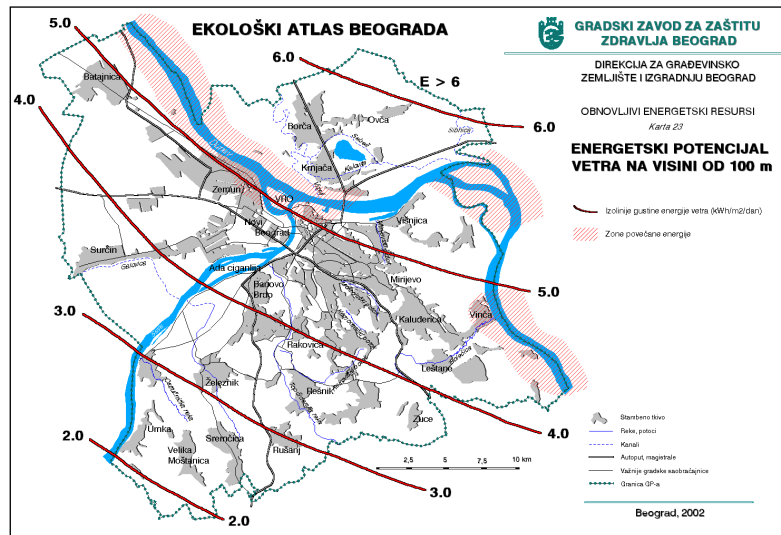 EKOLOŠKI ATLAS BEOGRADA
GRADSKI ZAVOD ZA ZAŠTITU
ZDRAVLJA BEOGRAD
DIREKCIJA ZA GRAĐEVINSKO
ZEMLJIŠTE I IZGRADNJU BEOGRAD
OBNOVLJIVI ENERGETSKI RESURSI
Karta 23
ENERGETSKI POTENCIJAL
VETRA NA VISINI OD 100 m
Izolinije gustine energije vetra (kWh/m2/dan)
Zone povećane energije
5.0
6.0
E > 6
Batajnica
4.0
Ovča
Borča
6.0
Krnjača
Zemun
VRO
Novi
Beograd
Višnjica
Surčin
Galovica
Ada ciganlija
Banovo
Brdo
Mirijevo
5.0
3.0
Vinča
Kaluđerica
Rakovica
Leštane
Železnik
Resnik
Zuce
2.0
Umka
Velika
Moštanica
Sremčica
Rušanj
4.0
3.0
2.0
2,5 5 7,5 10 km
Stambeno tkivo
Reke, potoci
Kanali
Autoput, magistrale
Važnije gradske saobraćajnice
Granica GP-a
Beograd, 2002